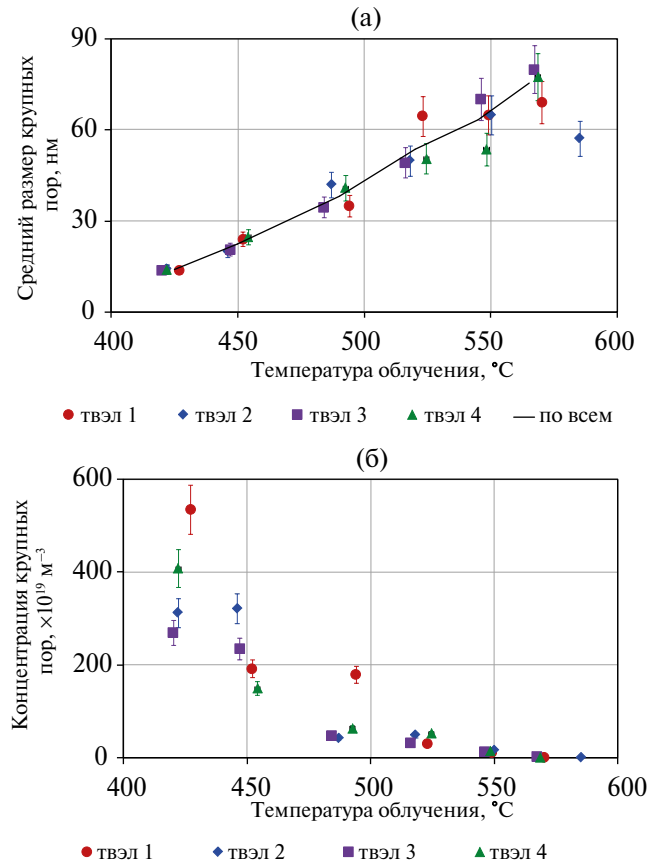 (а)
90
60
30
0
Средний размер крупных
пор, нм
400 450 500 550 600
Температура облучения, °C
твэл 1 твэл 2 твэл 3 твэл 4 по всем
(б)
600
400
200
0
Концентрация крупных
пор, ×10¹⁹ м⁻³
400 450 500 550 600
Температура облучения, °C
твэл 1 твэл 2 твэл 3 твэл 4